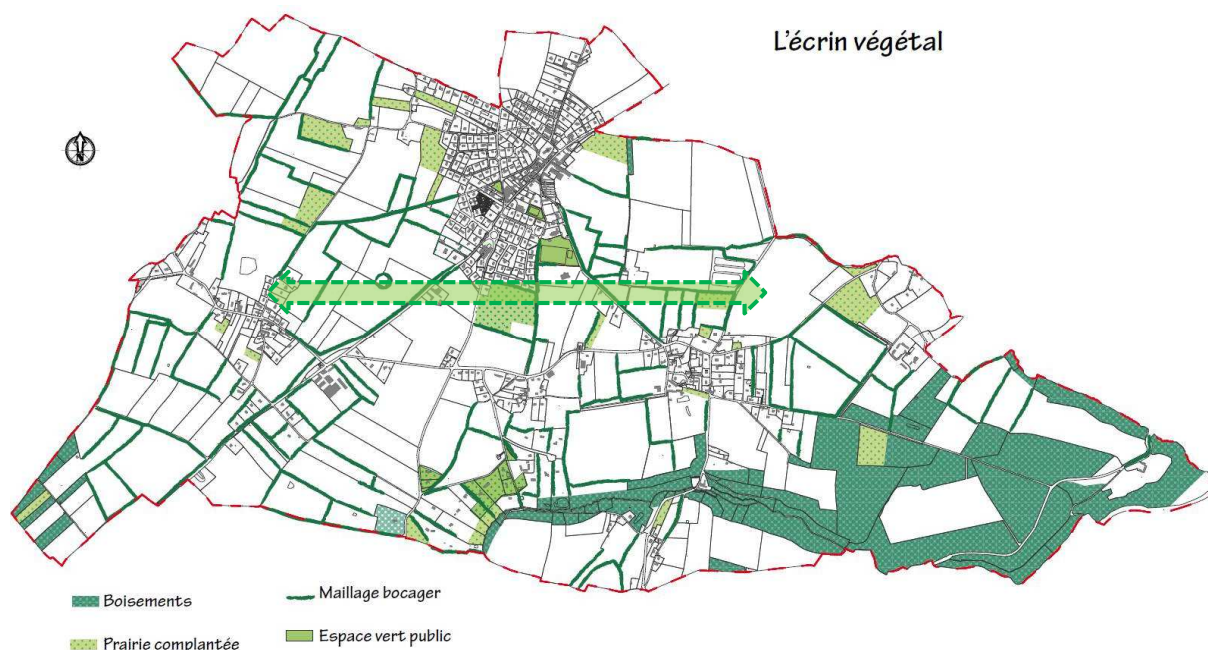 L'écrin végétal
N
Boisements
Maillage bocager
Prairie complantée
Espace vert public